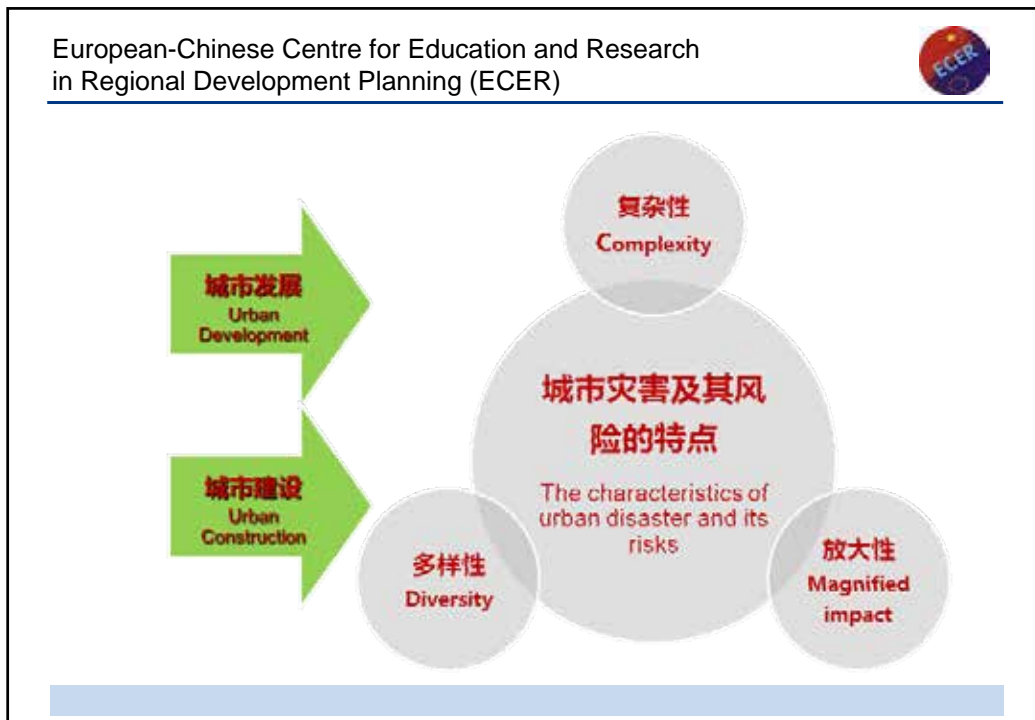 European-Chinese Centre for Education and Research
in Regional Development Planning (ECER)
ECER
复杂性
Complexity
城市发展
Urban
Development
城市灾害及其风
险的特点
The characteristics of
urban disaster and its
risks
城市建设
Urban
Construction
多样性
Diversity
放大性
Magnified
impact